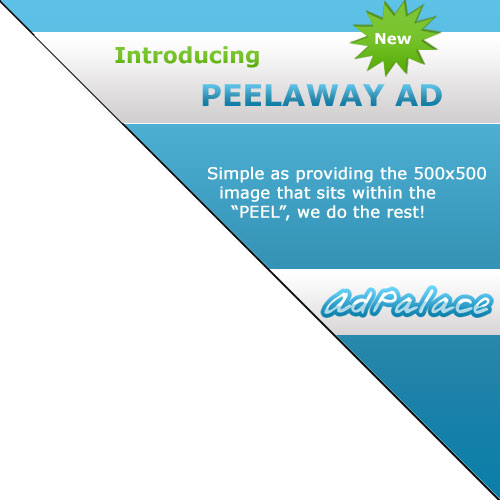 New
Introducing
PEELAWAY AD
Simple as providing the 500x500
image that sits within the
“PEEL”, we do the rest!
adPalace